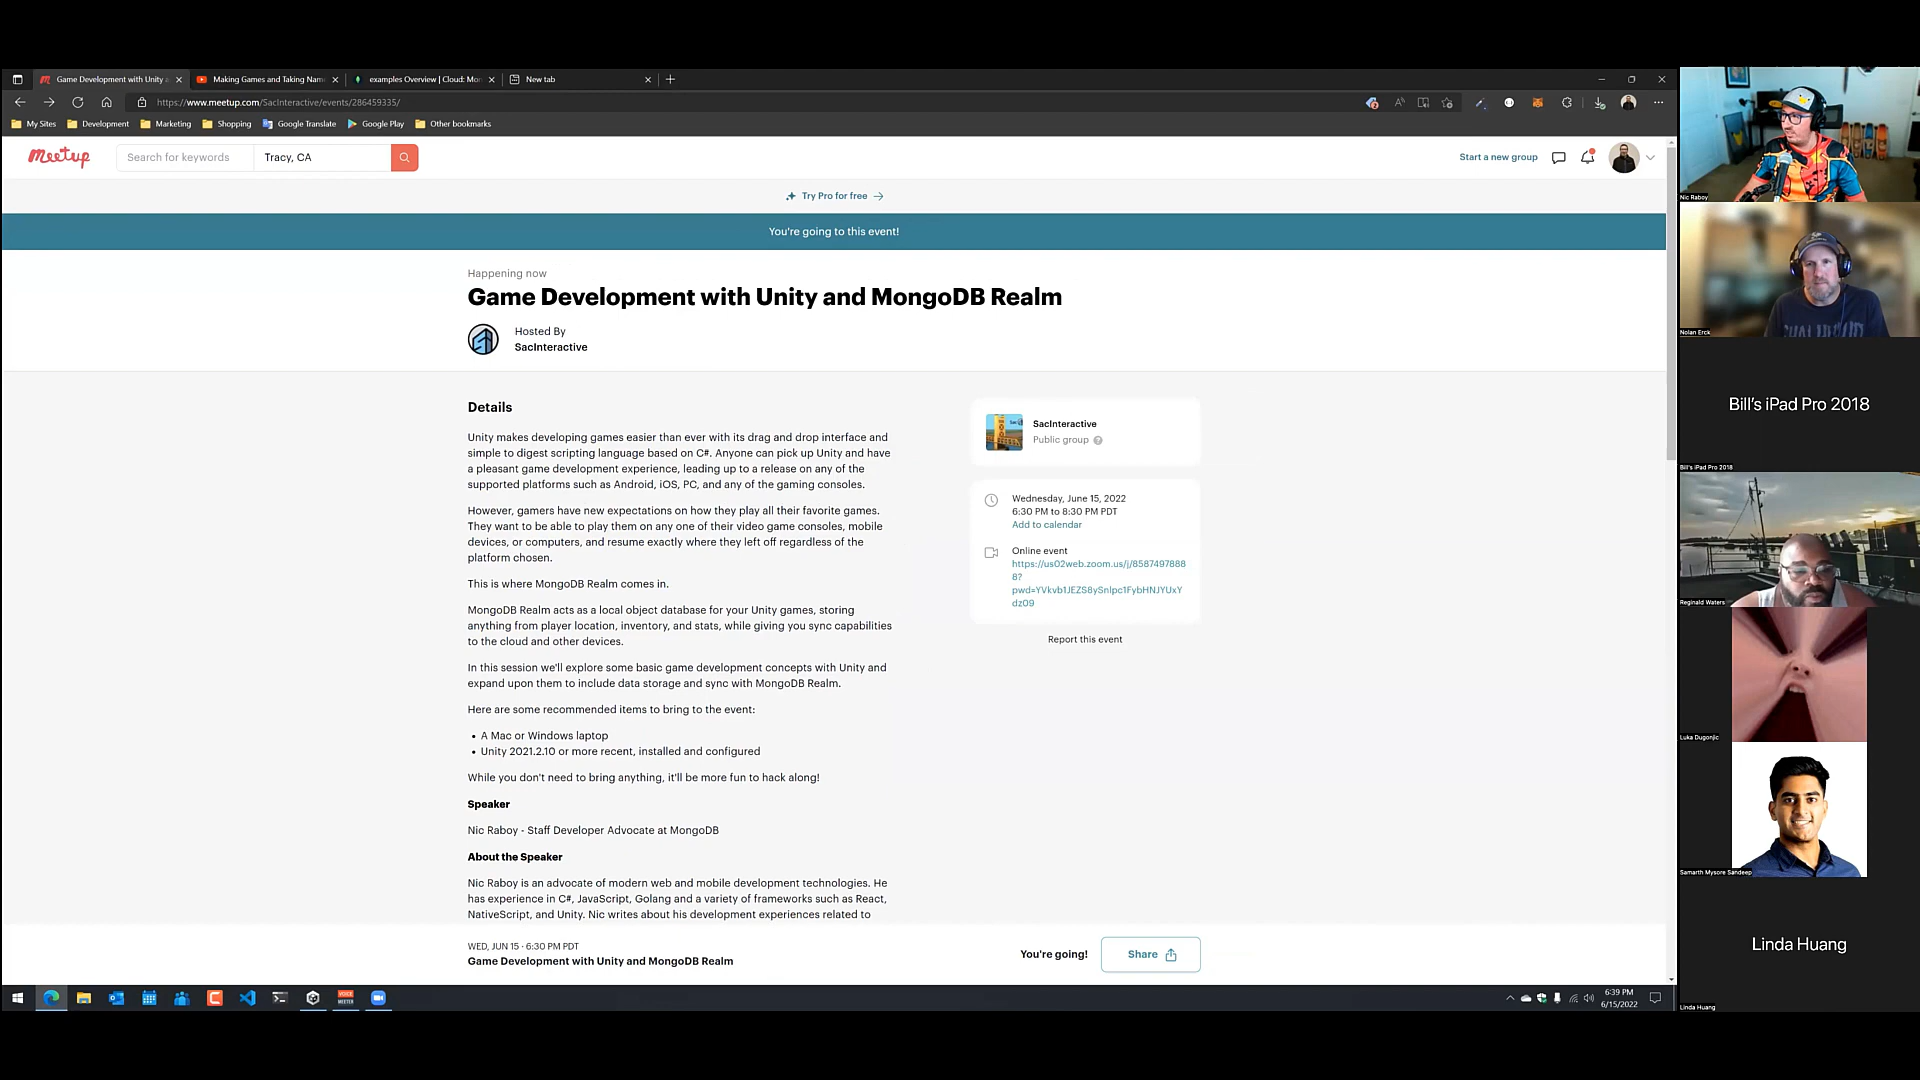 Game Development with Unity a
Making Games and Taking Nam
examples Overview | Cloud: Mon
New tab
https://www.meetup.com/SacInteractive/events/286459335/
My Sites
Development
Marketing
Shopping
Google Translate
Google Play
Other bookmarks
Meetup
Search for keywords
Tracy, CA
Start a new group
Try Pro for free
You're going to this event!
Happening now
Game Development with Unity and MongoDB Realm
Hosted By
SacInteractive
Details
Unity makes developing games easier than ever with its drag and drop interface and
simple to digest scripting language based on C#. Anyone can pick up Unity and have
a pleasant game development experience, leading up to a release on any of the
supported platforms such as Android, iOS, PC, and any of the gaming consoles.
However, gamers have new expectations on how they play all their favorite games.
They want to be able to play them on any one of their video game consoles, mobile
devices, or computers, and resume exactly where they left off regardless of the
platform chosen.
This is where MongoDB Realm comes in.
MongoDB Realm acts as a local object database for your Unity games, storing
anything from player location, inventory, and stats, while giving you sync capabilities
to the cloud and other devices.
In this session we'll explore some basic game development concepts with Unity and
expand upon them to include data storage and sync with MongoDB Realm.
Here are some recommended items to bring to the event:
• A Mac or Windows laptop
• Unity 2021.2.10 or more recent, installed and configured
While you don't need to bring anything, it'll be more fun to hack along!
Speaker
Nic Raboy - Staff Developer Advocate at MongoDB
About the Speaker
Nic Raboy is an advocate of modern web and mobile development technologies. He
has experience in C#, JavaScript, Golang and a variety of frameworks such as React,
NativeScript, and Unity. Nic writes about his development experiences related to
SacInteractive
Public group
Wednesday, June 15, 2022
6:30 PM to 8:30 PM PDT
Add to calendar
Online event
https://us02web.zoom.us/j/8587497888
8?
pwd=YVkvb1JEZS8ySnlpc1FybHNJYUxY
dz09
Report this event
WED, JUN 15 · 6:30 PM PDT
Game Development with Unity and MongoDB Realm
You're going!
Share
6:39 PM
6/15/2022
Nic Raboy
Nolan Erck
Bill's iPad Pro 2018
Bill's iPad Pro 2018
Reginald Waters
Luka Dugonjic
Samarth Mysore Sandeep
Linda Huang
Linda Huang